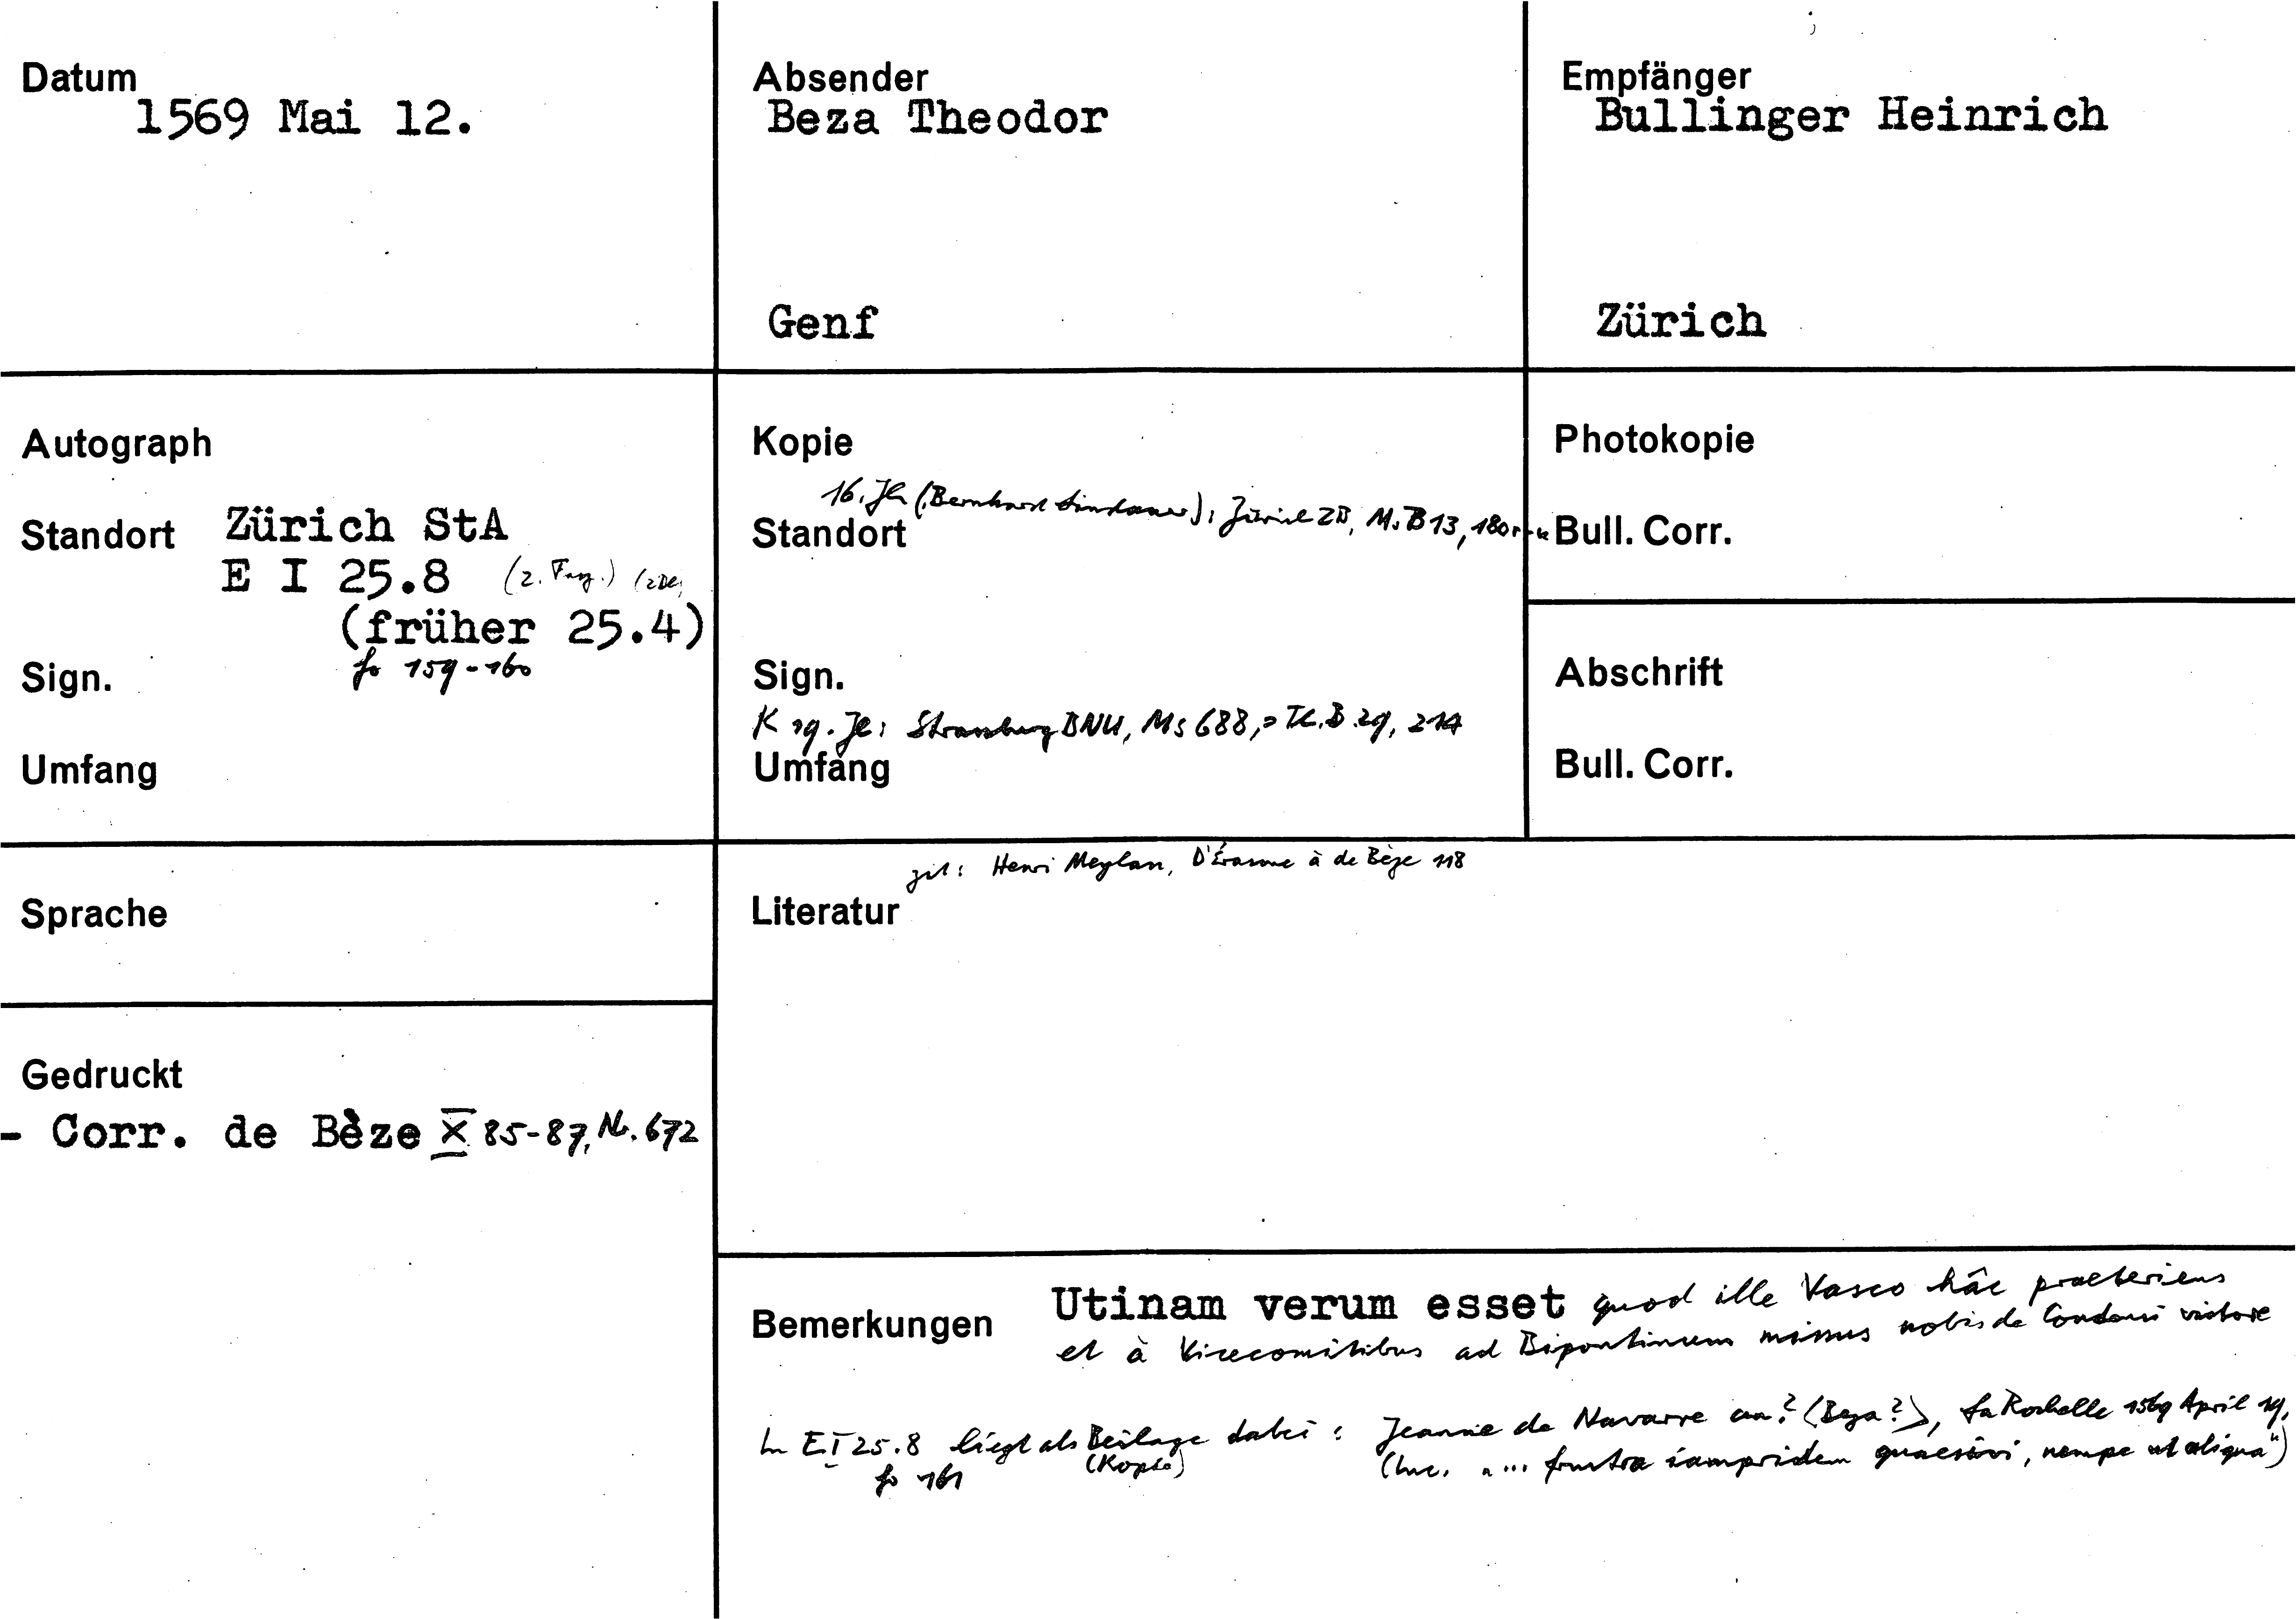 Datum
1569 Mai 12.
Absender
Beza Theodor
Genf
Empfänger
Bullinger Heinrich
Zürich
Autograph
Standort Zürich StA
E I 25.8 (2. Faz.)
(früher 25.4)
fo 159-160
Sign.
Umfang
Kopie
16. Jh (Bernhard Lindauer): Zürich ZB, Ms B 13, 180r-v
Standort
Sign.
K 19. Jh: Strassburg BNU, Ms 688, = Th. B. 29, 214
Umfang
Photokopie
Bull. Corr.
Abschrift
Bull. Corr.
Sprache
zit: Henri Meylan, D'Érasme à de Bèze 118
Literatur
Gedruckt
- Corr. de Bèze X 85-87, Nr. 672
Bemerkungen
Utinam verum esset quod ille Vasco hâc praeteriens
et à Vicecomitibus ad Bipontinum missus nobis de Condaei
In E I 25.8 liegt als Beilage dabei: Jeanne de Navarre an? (Beza?), La Rochelle 1569 April 19,
fo 161 (Kopie) (Inc. "... frustra iampridem quaesivi, nempe ut aliqua")